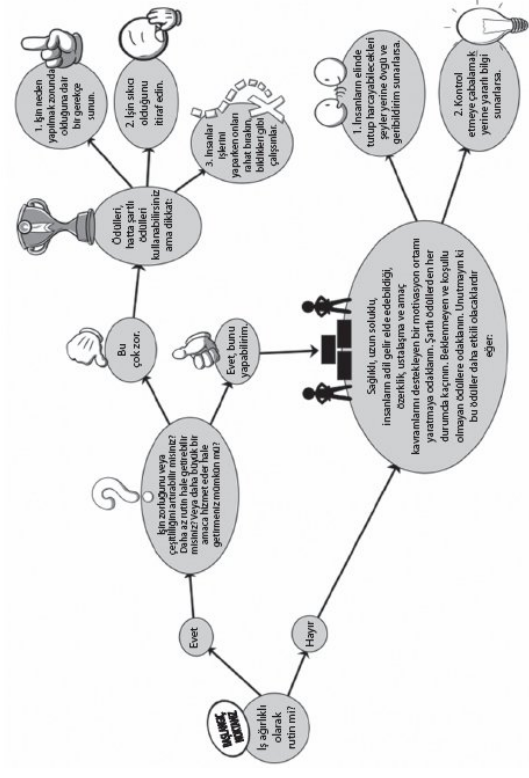 BAŞLANGIÇ
NOKTANIZ
İş ağırlıklı
olarak
rutin mi?
Evet
İşin zorluğunu veya
çeşitliliğini artırabilir misiniz?
Daha az rutin hale getirebilir
misiniz? Veya daha büyük bir
amaca hizmet eder hale
getirmeniz mümkün mü?
Bu
çok zor.
Ödülleri,
hatta şartlı
ödülleri
kullanabilirsiniz
ama dikkat:
1. İşin neden
yapılmak zorunda
olduğuna dair
bir gerekçe
sunun.
2. İşin sıkıcı
olduğunu
itiraf edin.
3. İnsanlar
işlerini
yaparken onları
rahat bırakın
bildikleri gibi
çalışsınlar.
Evet, bunu
yapabilirim.
Hayır
Sağlıklı, uzun soluklu,
insanların adil gelir elde edebildiği,
özerklik, ustalaşma ve amaç
kavramlarını destekleyen bir motivasyon ortamı
yaratmaya odaklanın. Şartlı ödüllerden her
durumda kaçının. Beklenmeyen ve koşullu
olmayan ödüllere odaklanın. Unutmayın ki
bu ödüller daha etkili olacaklardır
eğer:
1. İnsanların elinde
tutup harcayabilecekleri
şeyler yerine övgü ve
geribildirim sunarlarsa.
2. Kontrol
etmeye çabalamak
yerine yararlı bilgi
sunarlarsa.